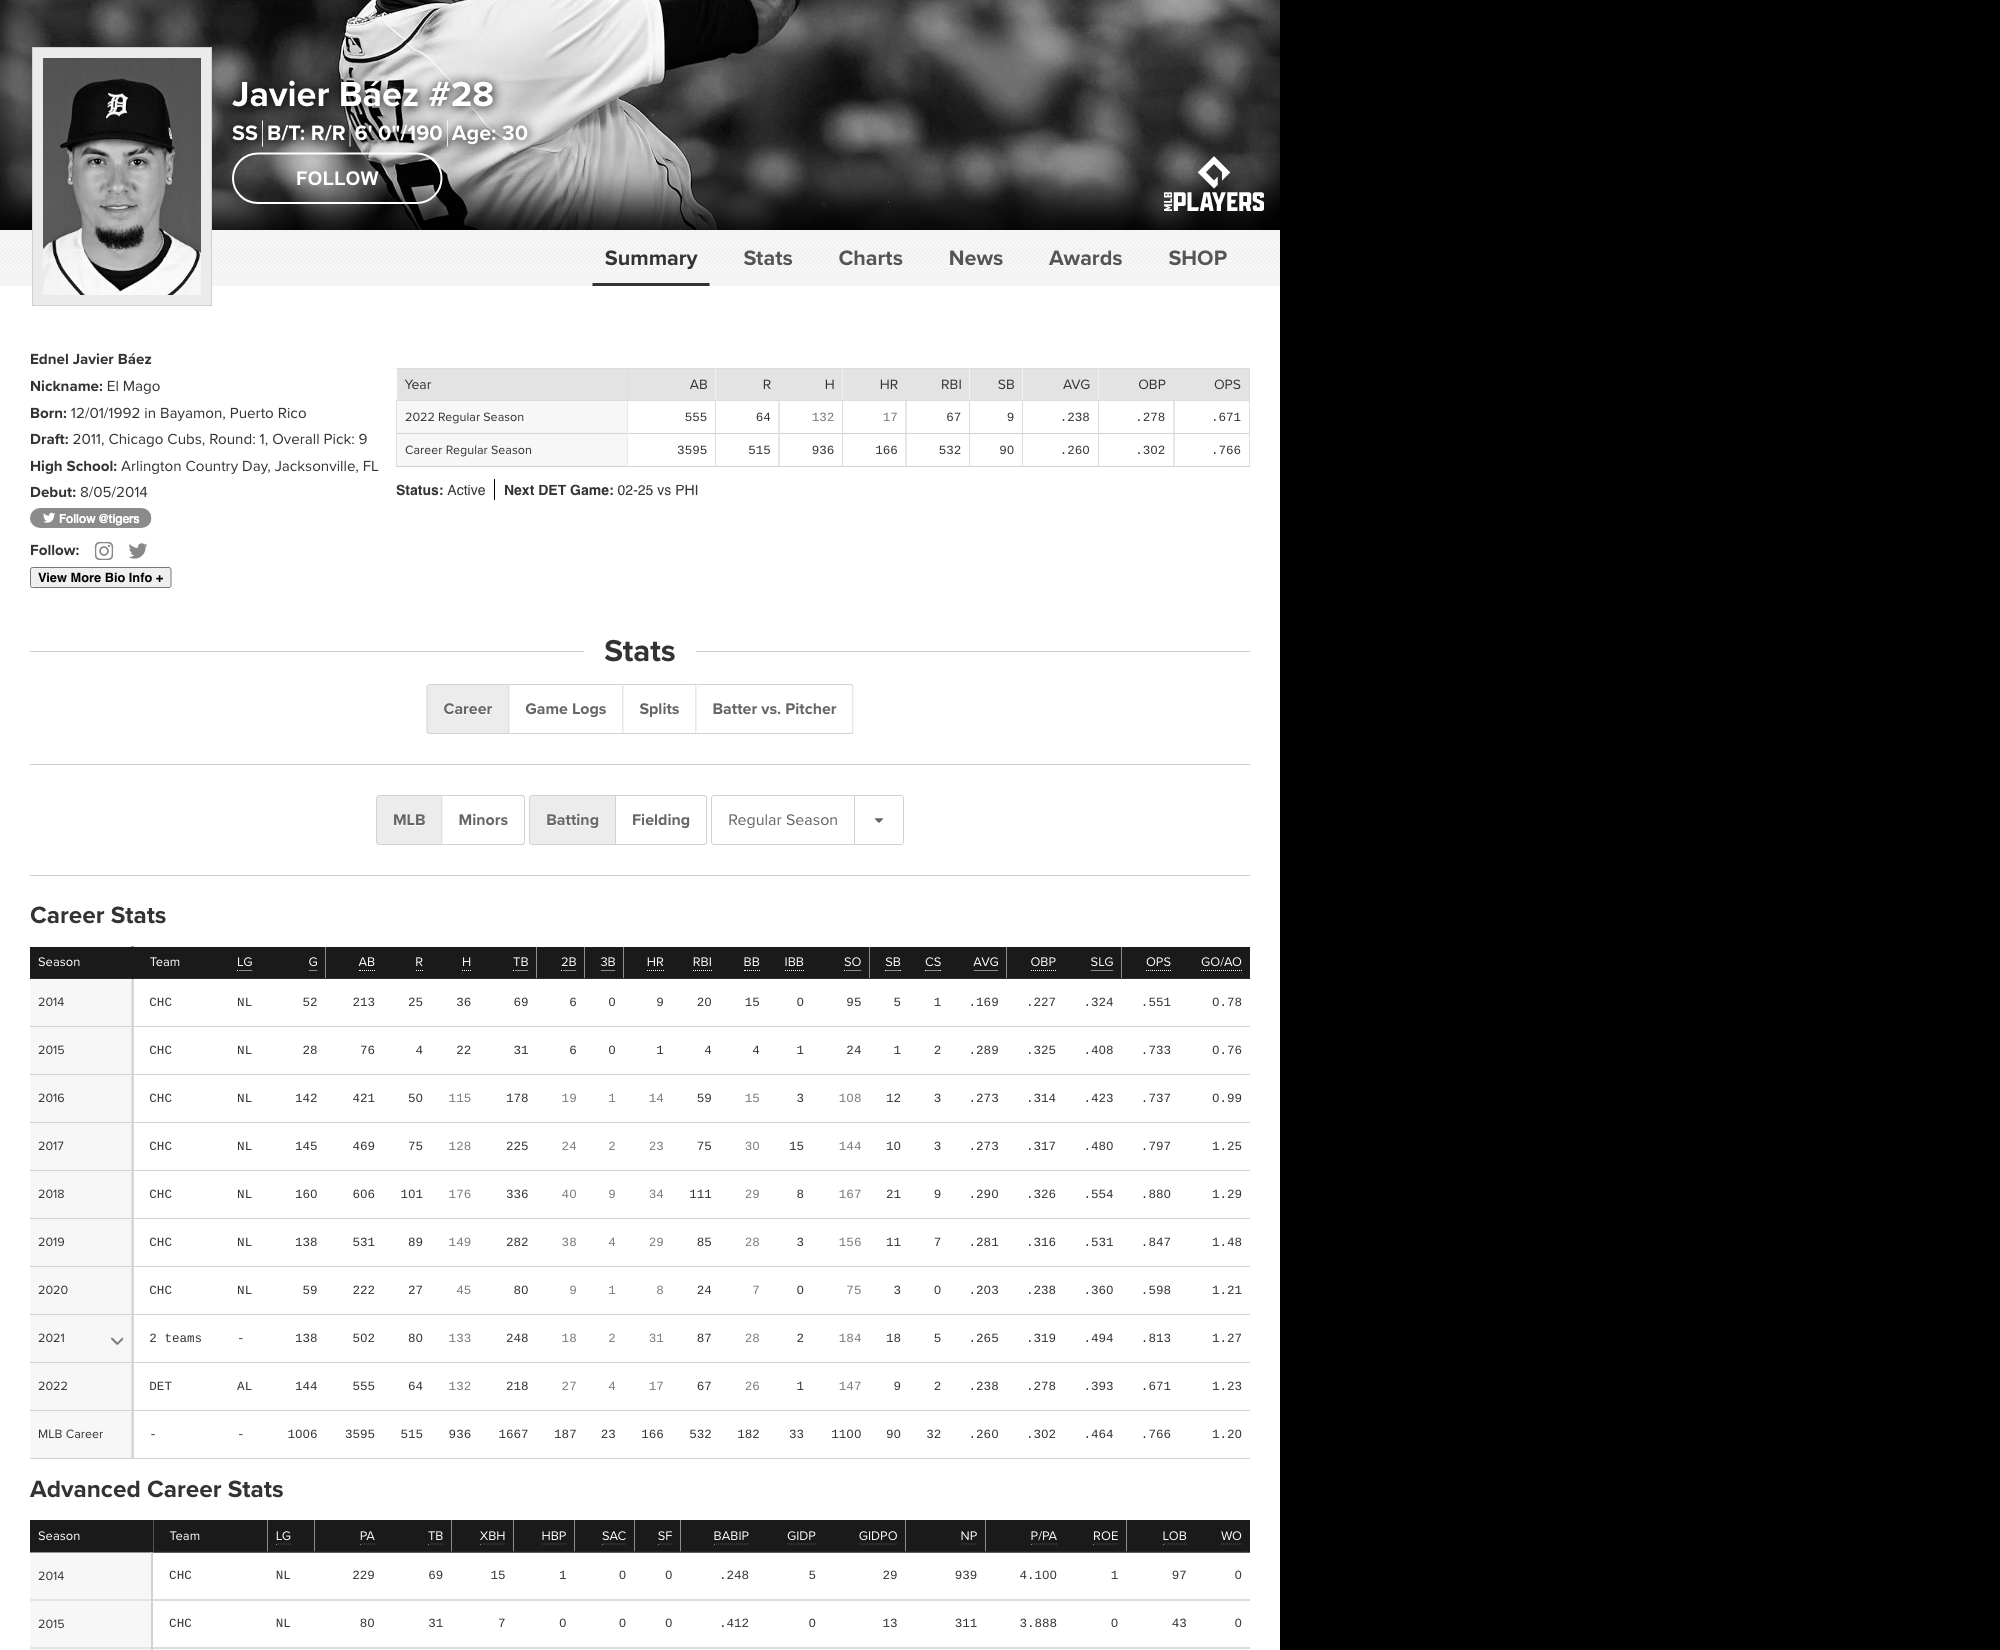 Javier Báez #28
SS B/T: R/R 6' 0"/190 Age: 30
FOLLOW
MLB PLAYERS
Summary Stats Charts News Awards SHOP
Ednel Javier Báez
Nickname: El Mago
Born: 12/01/1992 in Bayamon, Puerto Rico
Draft: 2011, Chicago Cubs, Round: 1, Overall Pick: 9
High School: Arlington Country Day, Jacksonville, FL
Debut: 8/05/2014
Follow @tigers
Follow:
View More Bio Info +
Year AB R H HR RBI SB AVG OBP OPS
2022 Regular Season 555 64 132 17 67 9 .238 .278 .671
Career Regular Season 3595 515 936 166 532 90 .260 .302 .766
Status: Active Next DET Game: 02-25 vs PHI
Stats
Career Game Logs Splits Batter vs. Pitcher
MLB Minors Batting Fielding Regular Season
Career Stats
Season Team LG G AB R H TB 2B 3B HR RBI BB IBB SO SB CS AVG OBP SLG OPS GO/AO
2014 CHC NL 52 213 25 36 69 6 0 9 20 15 0 95 5 1 .169 .227 .324 .551 0.78
2015 CHC NL 28 76 4 22 31 6 0 1 4 4 1 24 1 2 .289 .325 .408 .733 0.76
2016 CHC NL 142 421 50 115 178 19 1 14 59 15 3 108 12 3 .273 .314 .423 .737 0.99
2017 CHC NL 145 469 75 128 225 24 2 23 75 30 15 144 10 3 .273 .317 .480 .797 1.25
2018 CHC NL 160 606 101 176 336 40 9 34 111 29 8 167 21 9 .290 .326 .554 .880 1.29
2019 CHC NL 138 531 89 149 282 38 4 29 85 28 3 156 11 7 .281 .316 .531 .847 1.48
2020 CHC NL 59 222 27 45 80 9 1 8 24 7 0 75 3 0 .203 .238 .360 .598 1.21
2021 2 teams - 138 502 80 133 248 18 2 31 87 28 2 184 18 5 .265 .319 .494 .813 1.27
2022 DET AL 144 555 64 132 218 27 4 17 67 26 1 147 9 2 .238 .278 .393 .671 1.23
MLB Career - - 1006 3595 515 936 1667 187 23 166 532 182 33 1100 90 32 .260 .302 .464 .766 1.20
Advanced Career Stats
Season Team LG PA TB XBH HBP SAC SF BABIP GIDP GIDPO NP P/PA ROE LOB WO
2014 CHC NL 229 69 15 1 0 0 .248 5 29 939 4.100 1 97 0
2015 CHC NL 80 31 7 0 0 0 .412 0 13 311 3.888 0 43 0